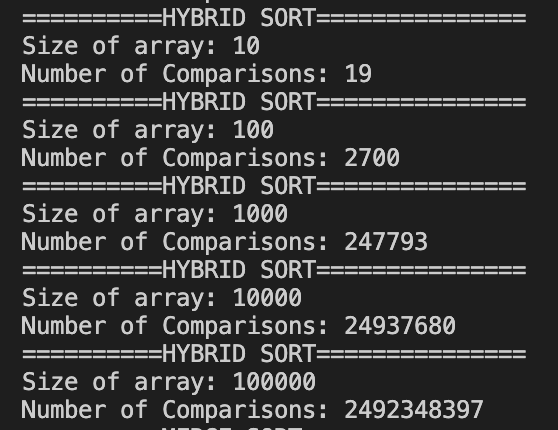 ==========HYBRID SORT===============
Size of array: 10
Number of Comparisons: 19
==========HYBRID SORT===============
Size of array: 100
Number of Comparisons: 2700
==========HYBRID SORT===============
Size of array: 1000
Number of Comparisons: 247793
==========HYBRID SORT===============
Size of array: 10000
Number of Comparisons: 24937680
==========HYBRID SORT===============
Size of array: 100000
Number of Comparisons: 2492348397